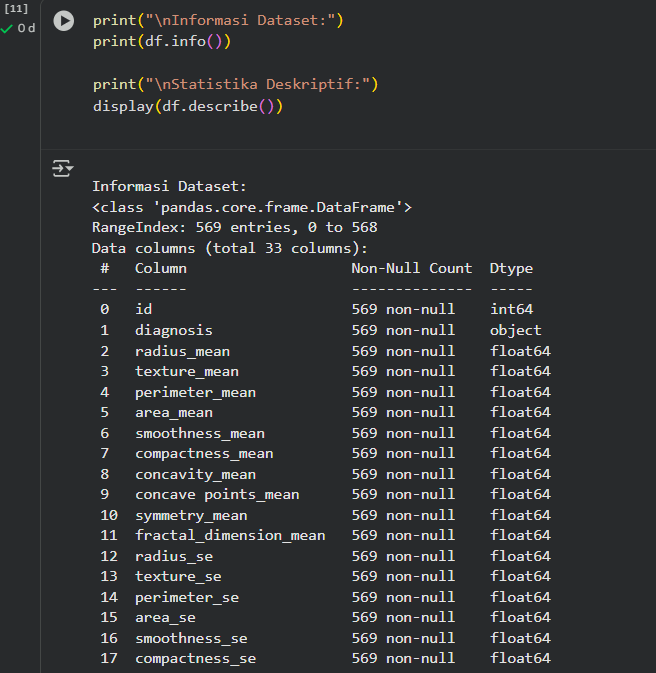 [11]
0 d
print("\nInformasi Dataset:")
print(df.info())
print("\nStatistika Deskriptif:")
display(df.describe())
Informasi Dataset:
<class 'pandas.core.frame.DataFrame'>
RangeIndex: 569 entries, 0 to 568
Data columns (total 33 columns):
 #   Column                   Non-Null Count  Dtype
---  ------                   --------------  -----
 0   id                       569 non-null    int64
 1   diagnosis                569 non-null    object
 2   radius_mean              569 non-null    float64
 3   texture_mean             569 non-null    float64
 4   perimeter_mean           569 non-null    float64
 5   area_mean                569 non-null    float64
 6   smoothness_mean          569 non-null    float64
 7   compactness_mean         569 non-null    float64
 8   concavity_mean           569 non-null    float64
 9   concave points_mean      569 non-null    float64
 10  symmetry_mean            569 non-null    float64
 11  fractal_dimension_mean   569 non-null    float64
 12  radius_se                569 non-null    float64
 13  texture_se               569 non-null    float64
 14  perimeter_se             569 non-null    float64
 15  area_se                  569 non-null    float64
 16  smoothness_se            569 non-null    float64
 17  compactness_se           569 non-null    float64